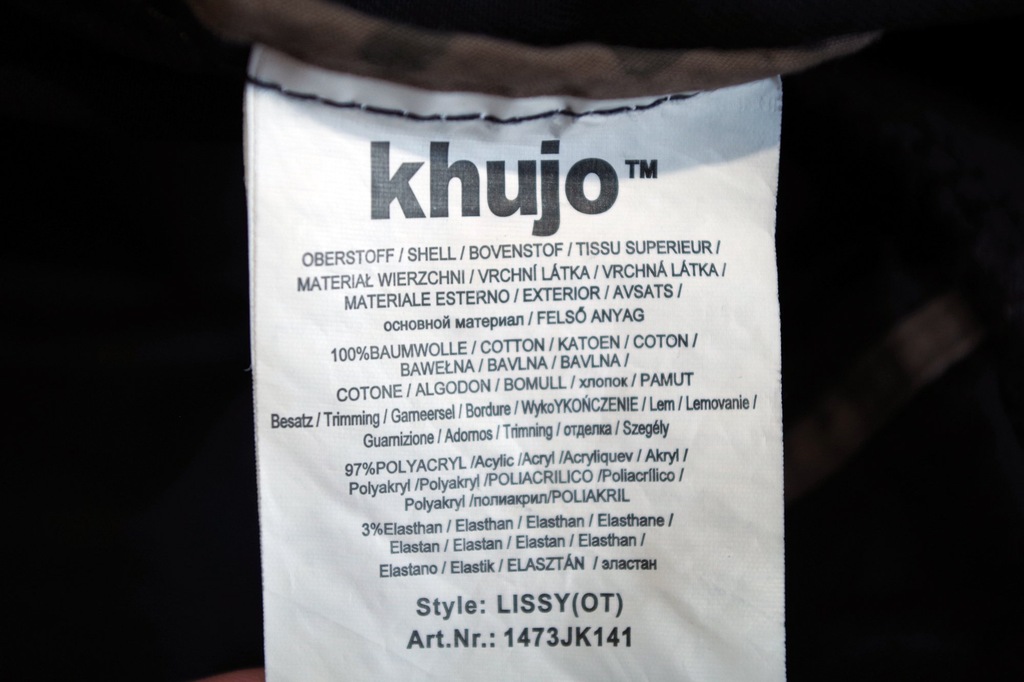 khujo™
OBERSTOFF / SHELL / BOVENSTOF / TISSU SUPERIEUR /
MATERIAŁ WIERZCHNI / VRCHNÍ LÁTKA / VRCHNÁ LÁTKA /
MATERIALE ESTERNO / EXTERIOR / AVSATS /
основной материал / FELSŐ ANYAG
100%BAUMWOLLE / COTTON / KATOEN / COTON /
BAWEŁNA / BAVLNA / BAVLNA /
COTONE / ALGODON / BOMULL / хлопок / PAMUT
Besatz / Trimming / Garneersel / Bordure / WykoYKOŃCZENIE / Lem / Lemovanie /
Guarnizione / Adornos / Trimming / отделка / Szegély
97%POLYACRYL /Acylic /Acryl /Acryliquev / Akryl /
Polyakryl /Polyakryl /POLIACRILICO /Poliacrílico /
Polyakryl /полиакрил/POLIAKRIL
3%Elasthan / Elasthan / Elasthan / Elasthane /
Elastan / Elastan / Elastan / Elasthan /
Elastano / Elastik / ELASZTÁN / эластан
Style: LISSY(OT)
Art.Nr.: 1473JK141